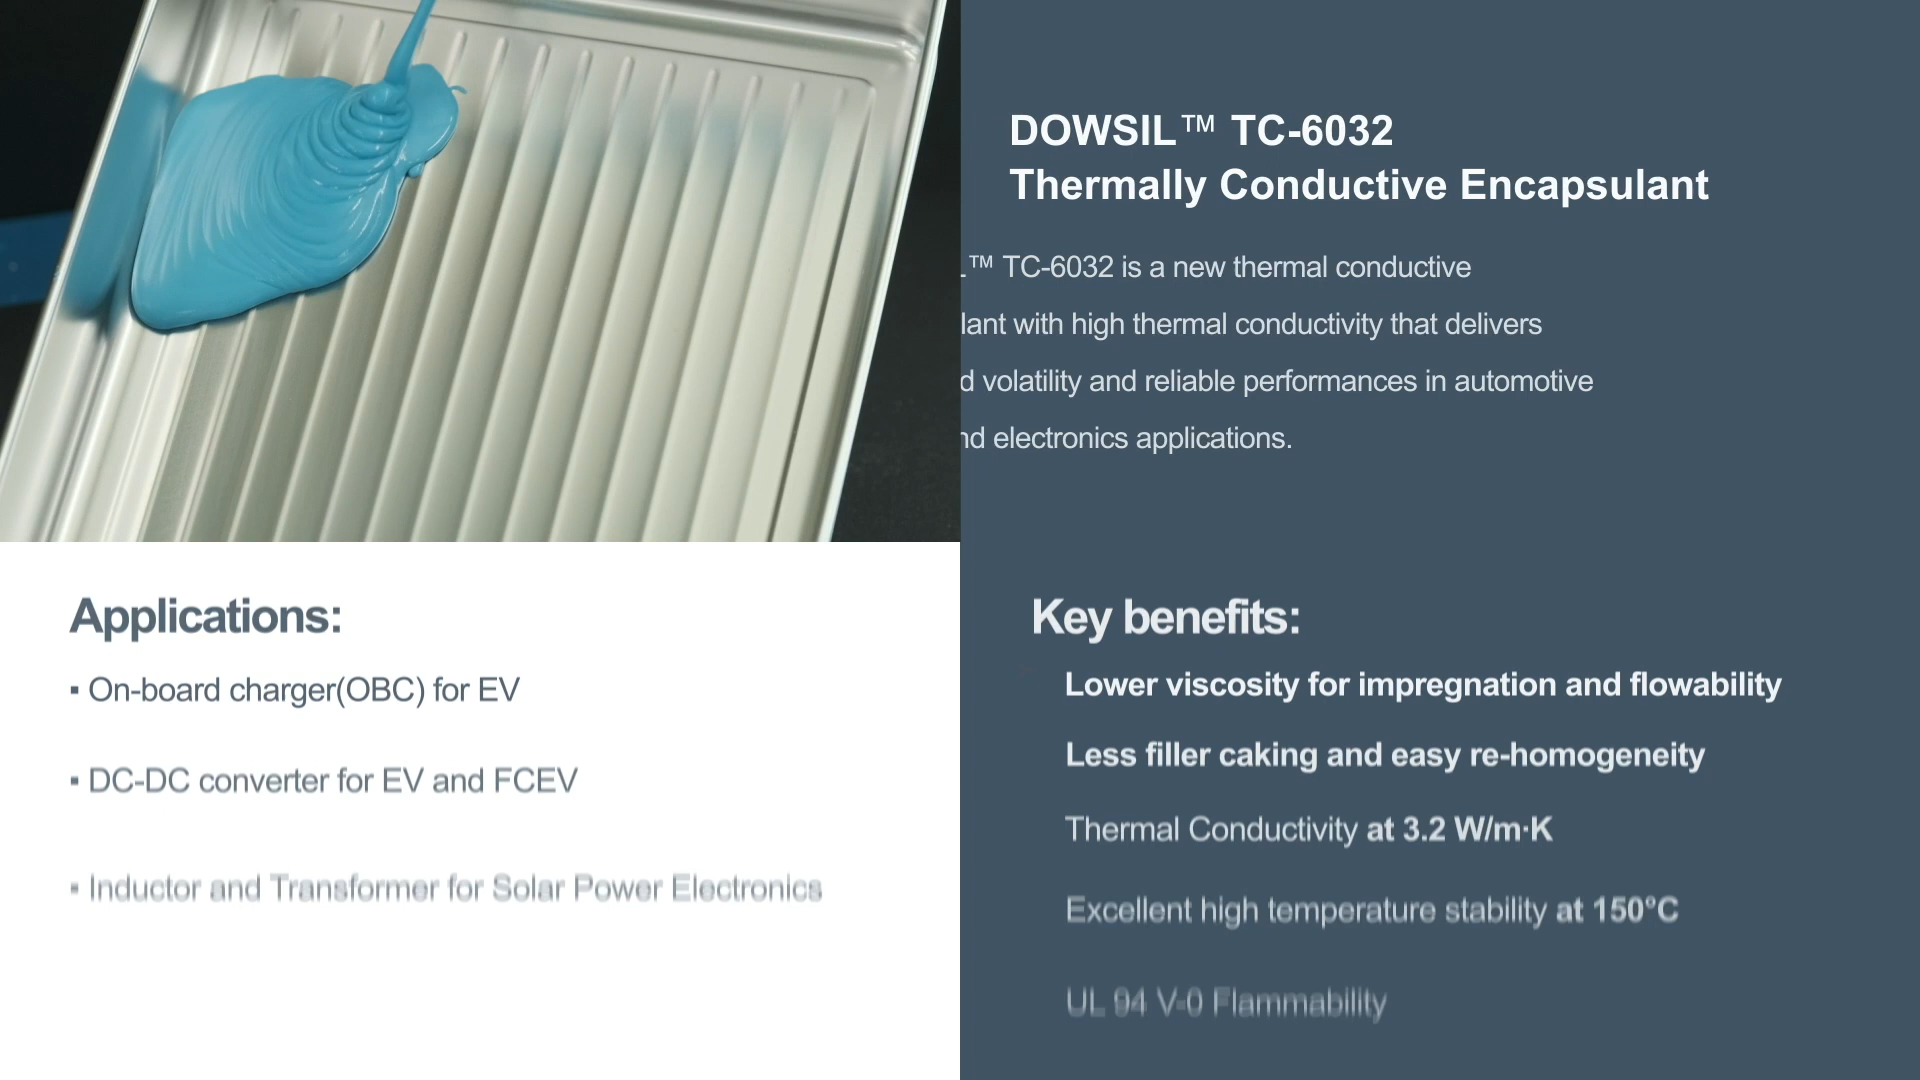 DOWSIL™ TC-6032
Thermally Conductive Encapsulant
™ TC-6032 is a new thermal conductive
lant with high thermal conductivity that delivers
d volatility and reliable performances in automotive
nd electronics applications.
Applications:
▪ On-board charger(OBC) for EV
▪ DC-DC converter for EV and FCEV
▪ Inductor and Transformer for Solar Power Electronics
Key benefits:
Lower viscosity for impregnation and flowability
Less filler caking and easy re-homogeneity
Thermal Conductivity at 3.2 W/m·K
Excellent high temperature stability at 150°C
UL 94 V-0 Flammability